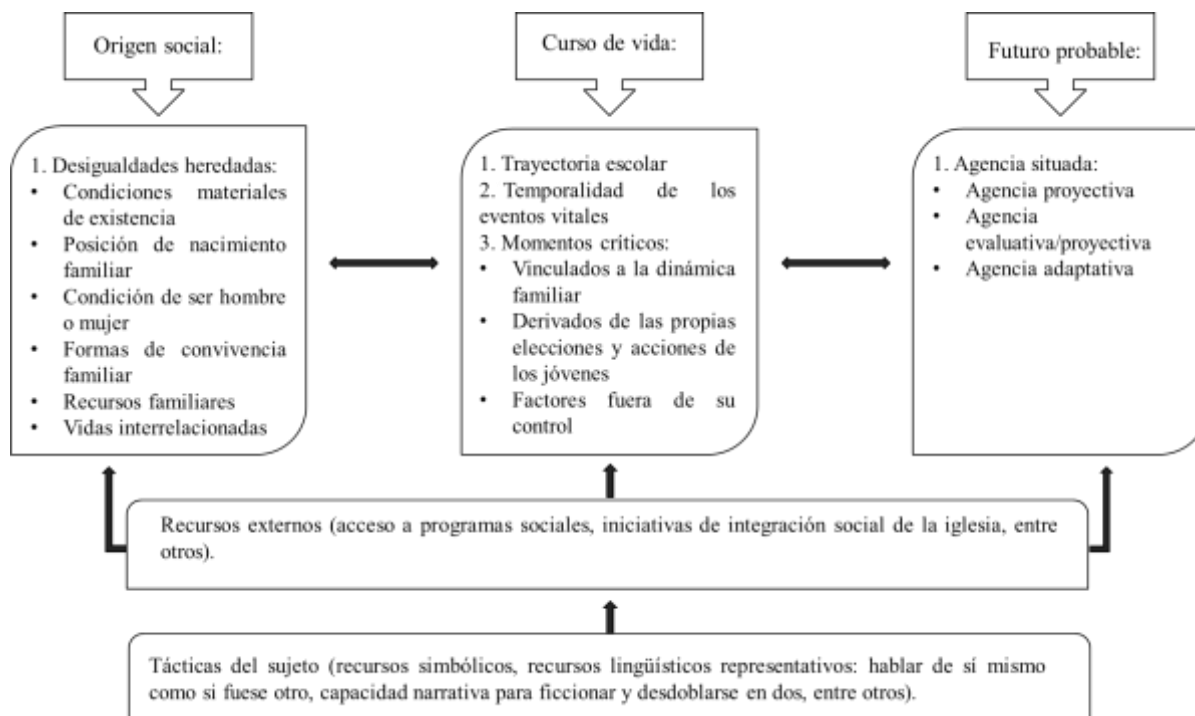 Origen social:
Curso de vida:
Futuro probable:
1. Desigualdades heredadas:
• Condiciones materiales
de existencia
• Posición de nacimiento
familiar
• Condición de ser hombre
o mujer
• Formas de convivencia
familiar
• Recursos familiares
• Vidas interrelacionadas
1. Trayectoria escolar
2. Temporalidad de los
eventos vitales
3. Momentos críticos:
• Vinculados a la dinámica
familiar
• Derivados de las propias
elecciones y acciones de
los jóvenes
• Factores fuera de su
control
1. Agencia situada:
• Agencia proyectiva
• Agencia
evaluativa/proyectiva
• Agencia adaptativa
Recursos externos (acceso a programas sociales, iniciativas de integración social de la iglesia, entre
otros).
Tácticas del sujeto (recursos simbólicos, recursos lingüísticos representativos: hablar de sí mismo
como si fuese otro, capacidad narrativa para ficcionar y desdoblarse en dos, entre otros).